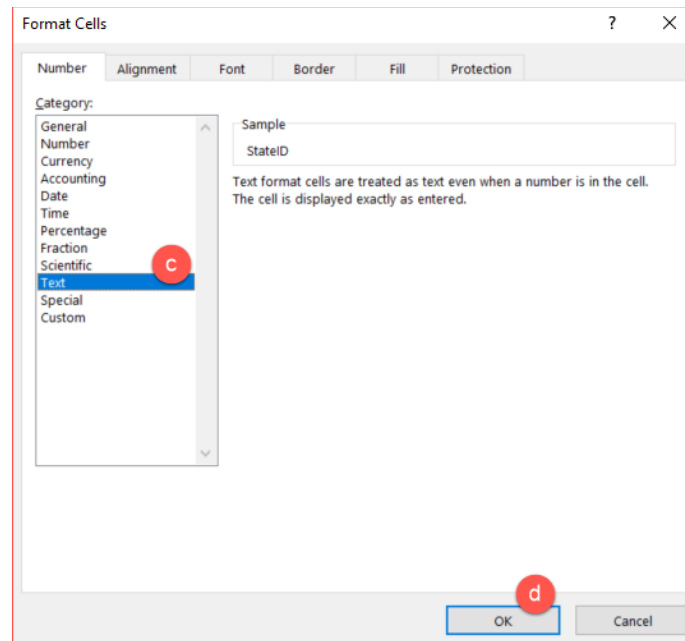 Format Cells ? ×
Number Alignment Font Border Fill Protection
Category:
General
Number
Currency
Accounting
Date
Time
Percentage
Fraction
Scientific
c
Text
Special
Custom
Sample
StateID
Text format cells are treated as text even when a number is in the cell.
The cell is displayed exactly as entered.
d
OK Cancel